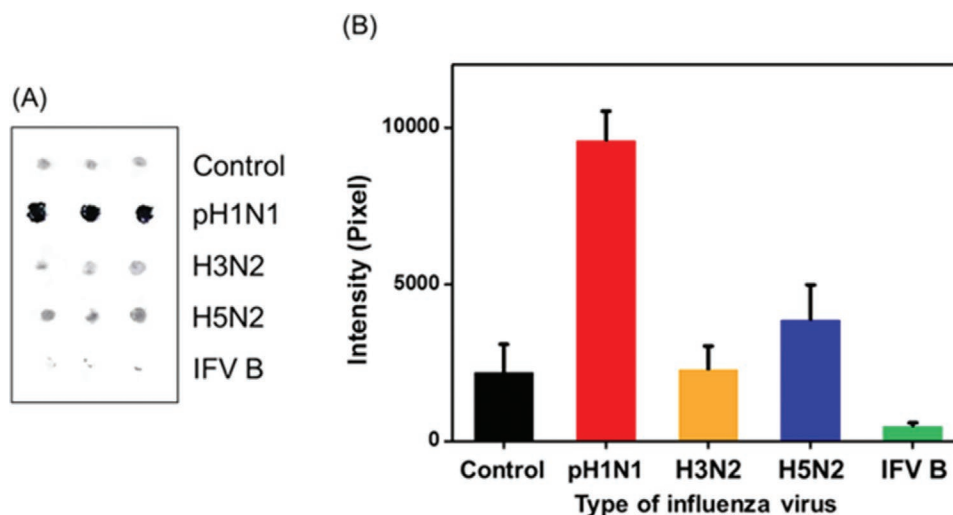 (A)
Control
pH1N1
H3N2
H5N2
IFV B
(B)
Intensity (Pixel)
10000
5000
0
Control pH1N1 H3N2 H5N2 IFV B
Type of influenza virus